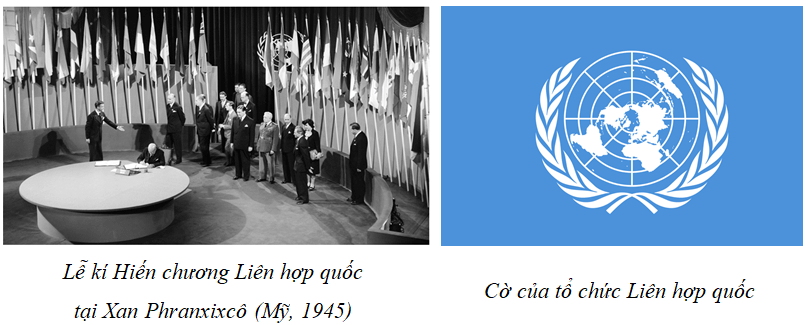 Lễ kí Hiến chương Liên hợp quốc
tại Xan Phranxixcô (Mỹ, 1945)
Cờ của tổ chức Liên hợp quốc